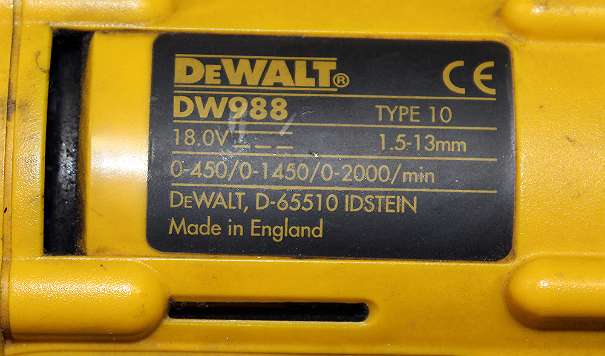 DEWALT® CE
DW988 TYPE 10
18.0V 1.5-13mm
0-450/0-1450/0-2000/min
DEWALT, D-65510 IDSTEIN
Made in England